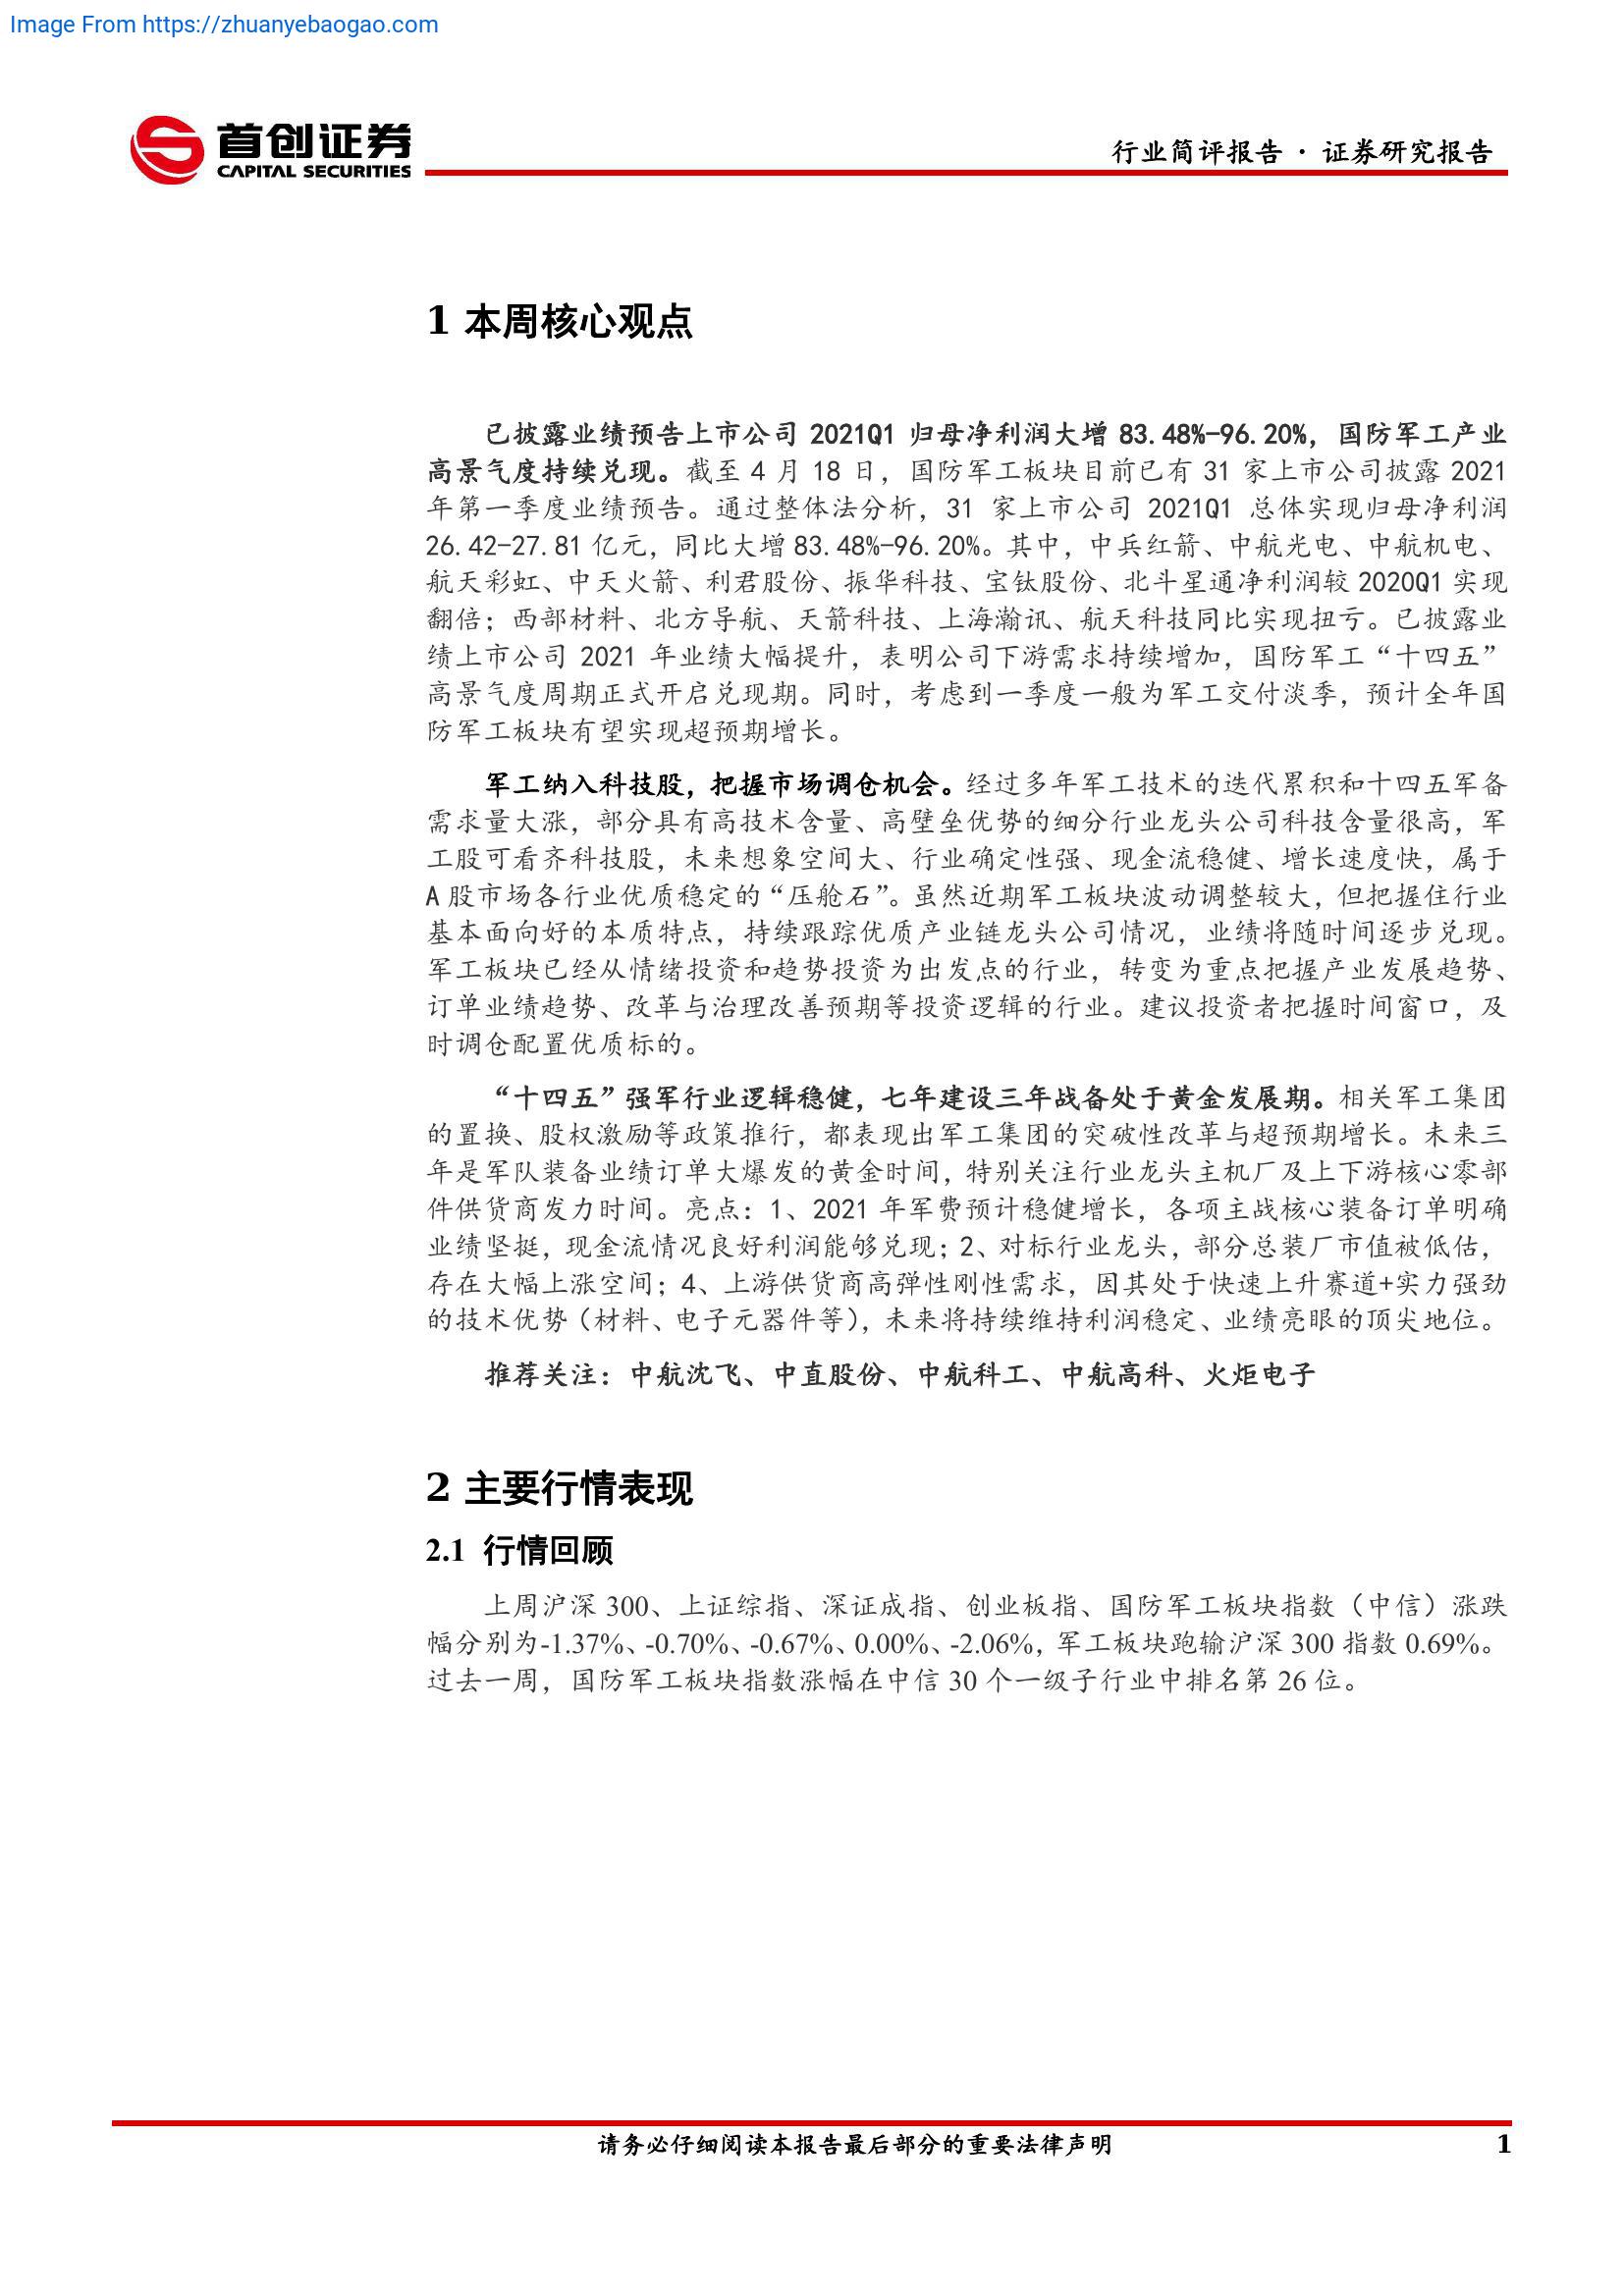 Image From https://zhuanyebaogao.com
首创证券
CAPITAL SECURITIES
行业简评报告 · 证券研究报告
1 本周核心观点
已披露业绩预告上市公司 2021Q1 归母净利润大增 83.48%-96.20%，国防军工产业
高景气度持续兑现。截至 4 月 18 日，国防军工板块目前已有 31 家上市公司披露 2021
年第一季度业绩预告。通过整体法分析，31 家上市公司 2021Q1 总体实现归母净利润
26.42-27.81 亿元，同比大增 83.48%-96.20%。其中，中兵红箭、中航光电、中航机电、
航天彩虹、中天火箭、利君股份、振华科技、宝钛股份、北斗星通净利润较 2020Q1 实现
翻倍；西部材料、北方导航、天箭科技、上海瀚讯、航天科技同比实现扭亏。已披露业
绩上市公司 2021 年业绩大幅提升，表明公司下游需求持续增加，国防军工“十四五”
高景气度周期正式开启兑现期。同时，考虑到一季度一般为军工交付淡季，预计全年国
防军工板块有望实现超预期增长。
军工纳入科技股，把握市场调仓机会。经过多年军工技术的迭代累积和十四五军备
需求量大涨，部分具有高技术含量、高壁垒优势的细分行业龙头公司科技含量很高，军
工股可看齐科技股，未来想象空间大、行业确定性强、现金流稳健、增长速度快，属于
A 股市场各行业优质稳定的“压舱石”。虽然近期军工板块波动调整较大，但把握住行业
基本面向好的本质特点，持续跟踪优质产业链龙头公司情况，业绩将随时间逐步兑现。
军工板块已经从情绪投资和趋势投资为出发点的行业，转变为重点把握产业发展趋势、
订单业绩趋势、改革与治理改善预期等投资逻辑的行业。建议投资者把握时间窗口，及
时调仓配置优质标的。
“十四五”强军行业逻辑稳健，七年建设三年战备处于黄金发展期。相关军工集团
的置换、股权激励等政策推行，都表现出军工集团的突破性改革与超预期增长。未来三
年是军队装备业绩订单大爆发的黄金时间，特别关注行业龙头主机厂及上下游核心零部
件供货商发力时间。亮点：1、2021 年军费预计稳健增长，各项主战核心装备订单明确
业绩坚挺，现金流情况良好利润能够兑现；2、对标行业龙头，部分总装厂市值被低估，
存在大幅上涨空间；4、上游供货商高弹性刚性需求，因其处于快速上升赛道+实力强劲
的技术优势（材料、电子元器件等），未来将持续维持利润稳定、业绩亮眼的顶尖地位。
推荐关注：中航沈飞、中直股份、中航科工、中航高科、火炬电子
2 主要行情表现
2.1 行情回顾
上周沪深 300、上证综指、深证成指、创业板指、国防军工板块指数（中信）涨跌
幅分别为-1.37%、-0.70%、-0.67%、0.00%、-2.06%，军工板块跑输沪深 300 指数 0.69%。
过去一周，国防军工板块指数涨幅在中信 30 个一级子行业中排名第 26 位。
请务必仔细阅读本报告最后部分的重要法律声明
1